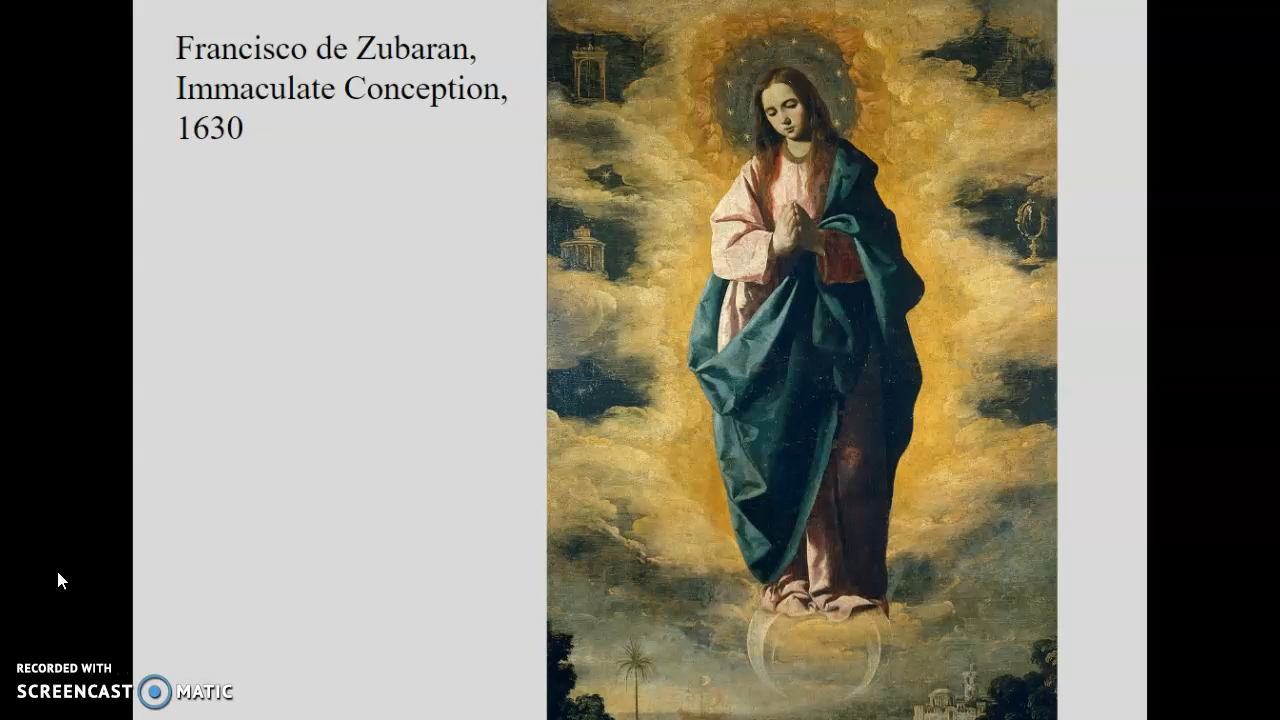 Francisco de Zubaran,
Immaculate Conception,
1630
RECORDED WITH
SCREENCAST MATIC